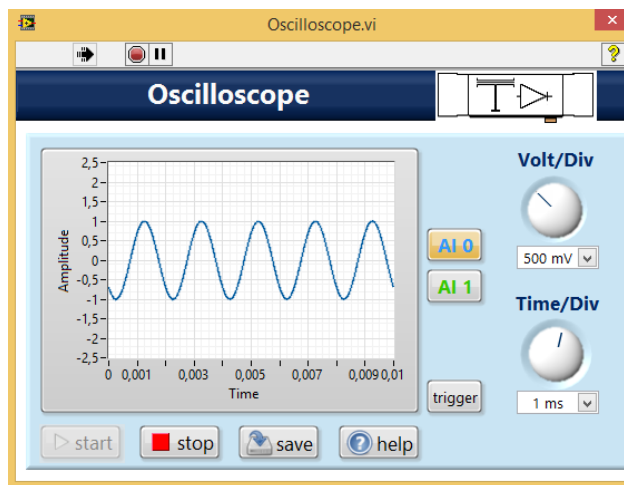 Oscilloscope.vi
Oscilloscope
2,5
2
1,5
1
0,5
0
-0,5
-1
-1,5
-2
-2,5
Amplitude
0 0,001 0,003 0,005 0,007 0,009 0,01
Time
AI 0
AI 1
trigger
Volt/Div
500 mV
Time/Div
1 ms
start stop save help